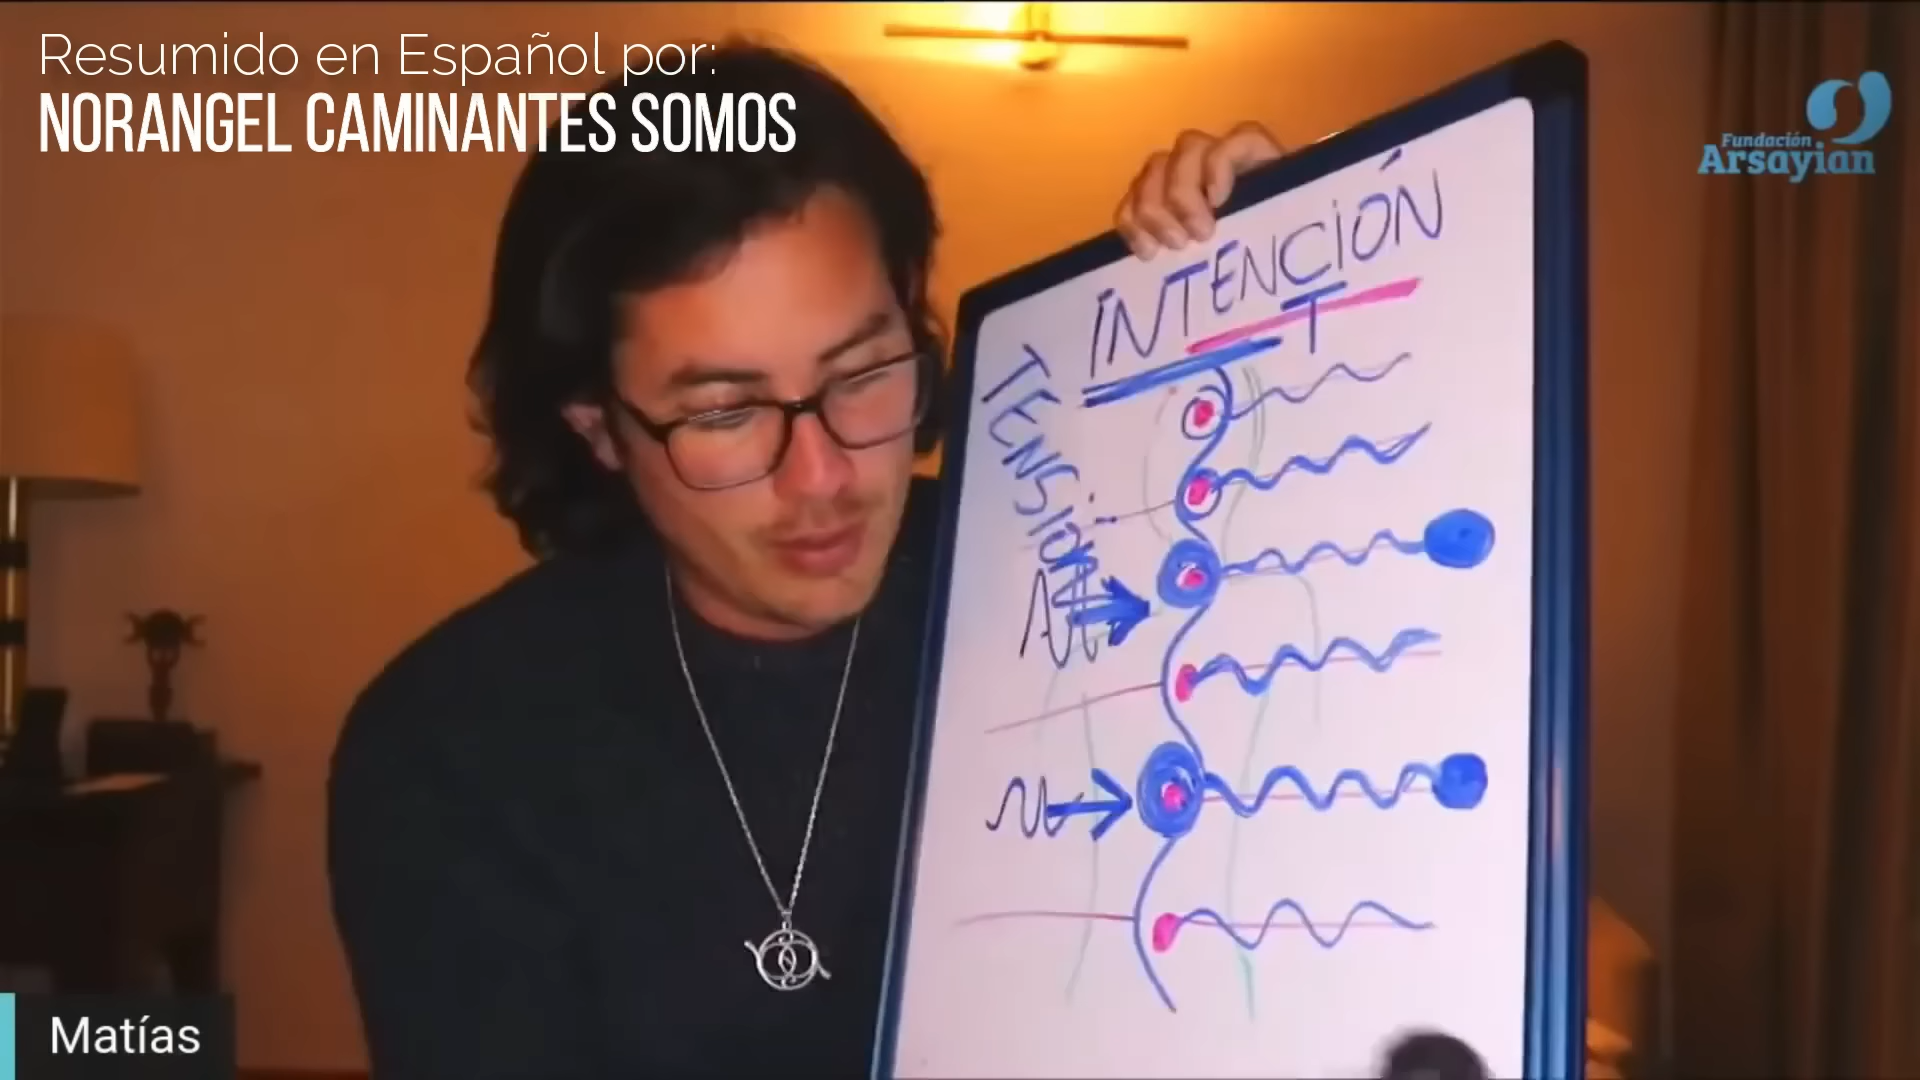 Resumido en Español por:
NORANGEL CAMINANTES SOMOS
Fundación
Arsayian
INTENCIÓN
T
TENSIÓN
Matías